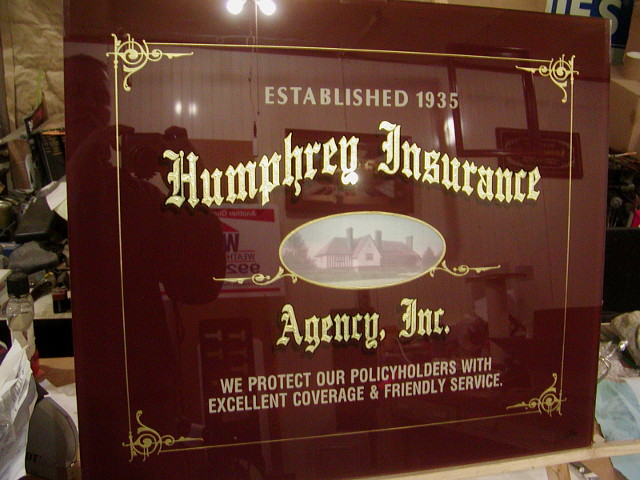 ESTABLISHED 1935
Humphrey Insurance
Agency, Inc.
WE PROTECT OUR POLICYHOLDERS WITH
EXCELLENT COVERAGE & FRIENDLY SERVICE.